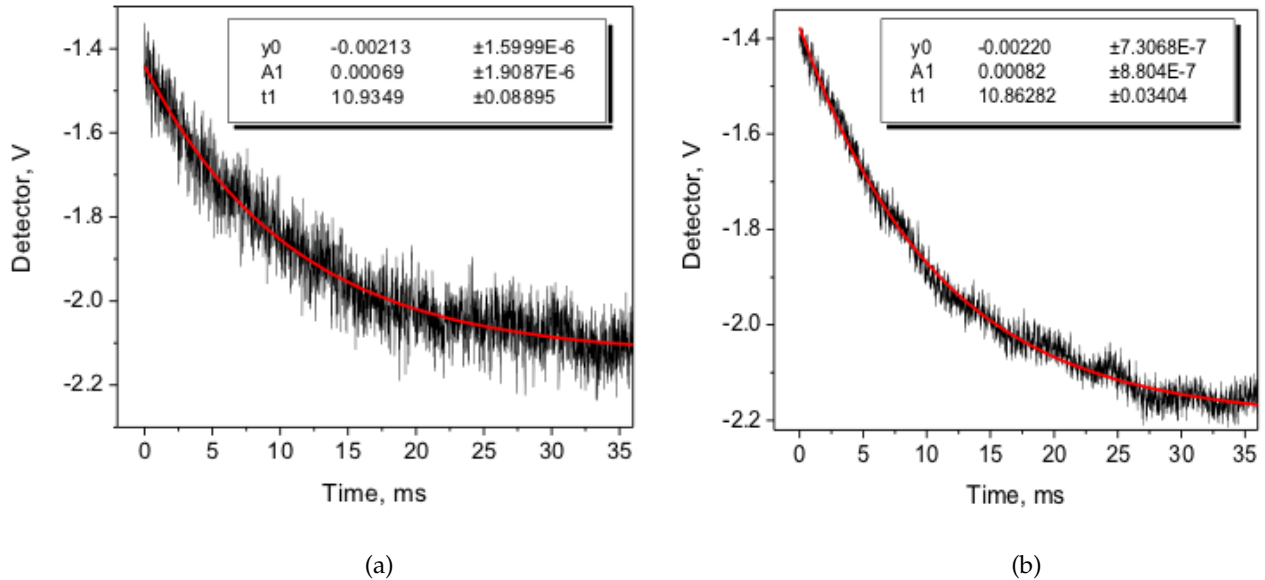 -1.4
-1.6
-1.8
-2.0
-2.2
Detector, V
y0 -0.00213 ±1.5999E-6
A1 0.00069 ±1.9087E-6
t1 10.9349 ±0.08895
0 5 10 15 20 25 30 35
Time, ms
(a)
-1.4
-1.6
-1.8
-2.0
-2.2
Detector, V
y0 -0.00220 ±7.3068E-7
A1 0.00082 ±8.804E-7
t1 10.86282 ±0.03404
0 5 10 15 20 25 30 35
Time, ms
(b)